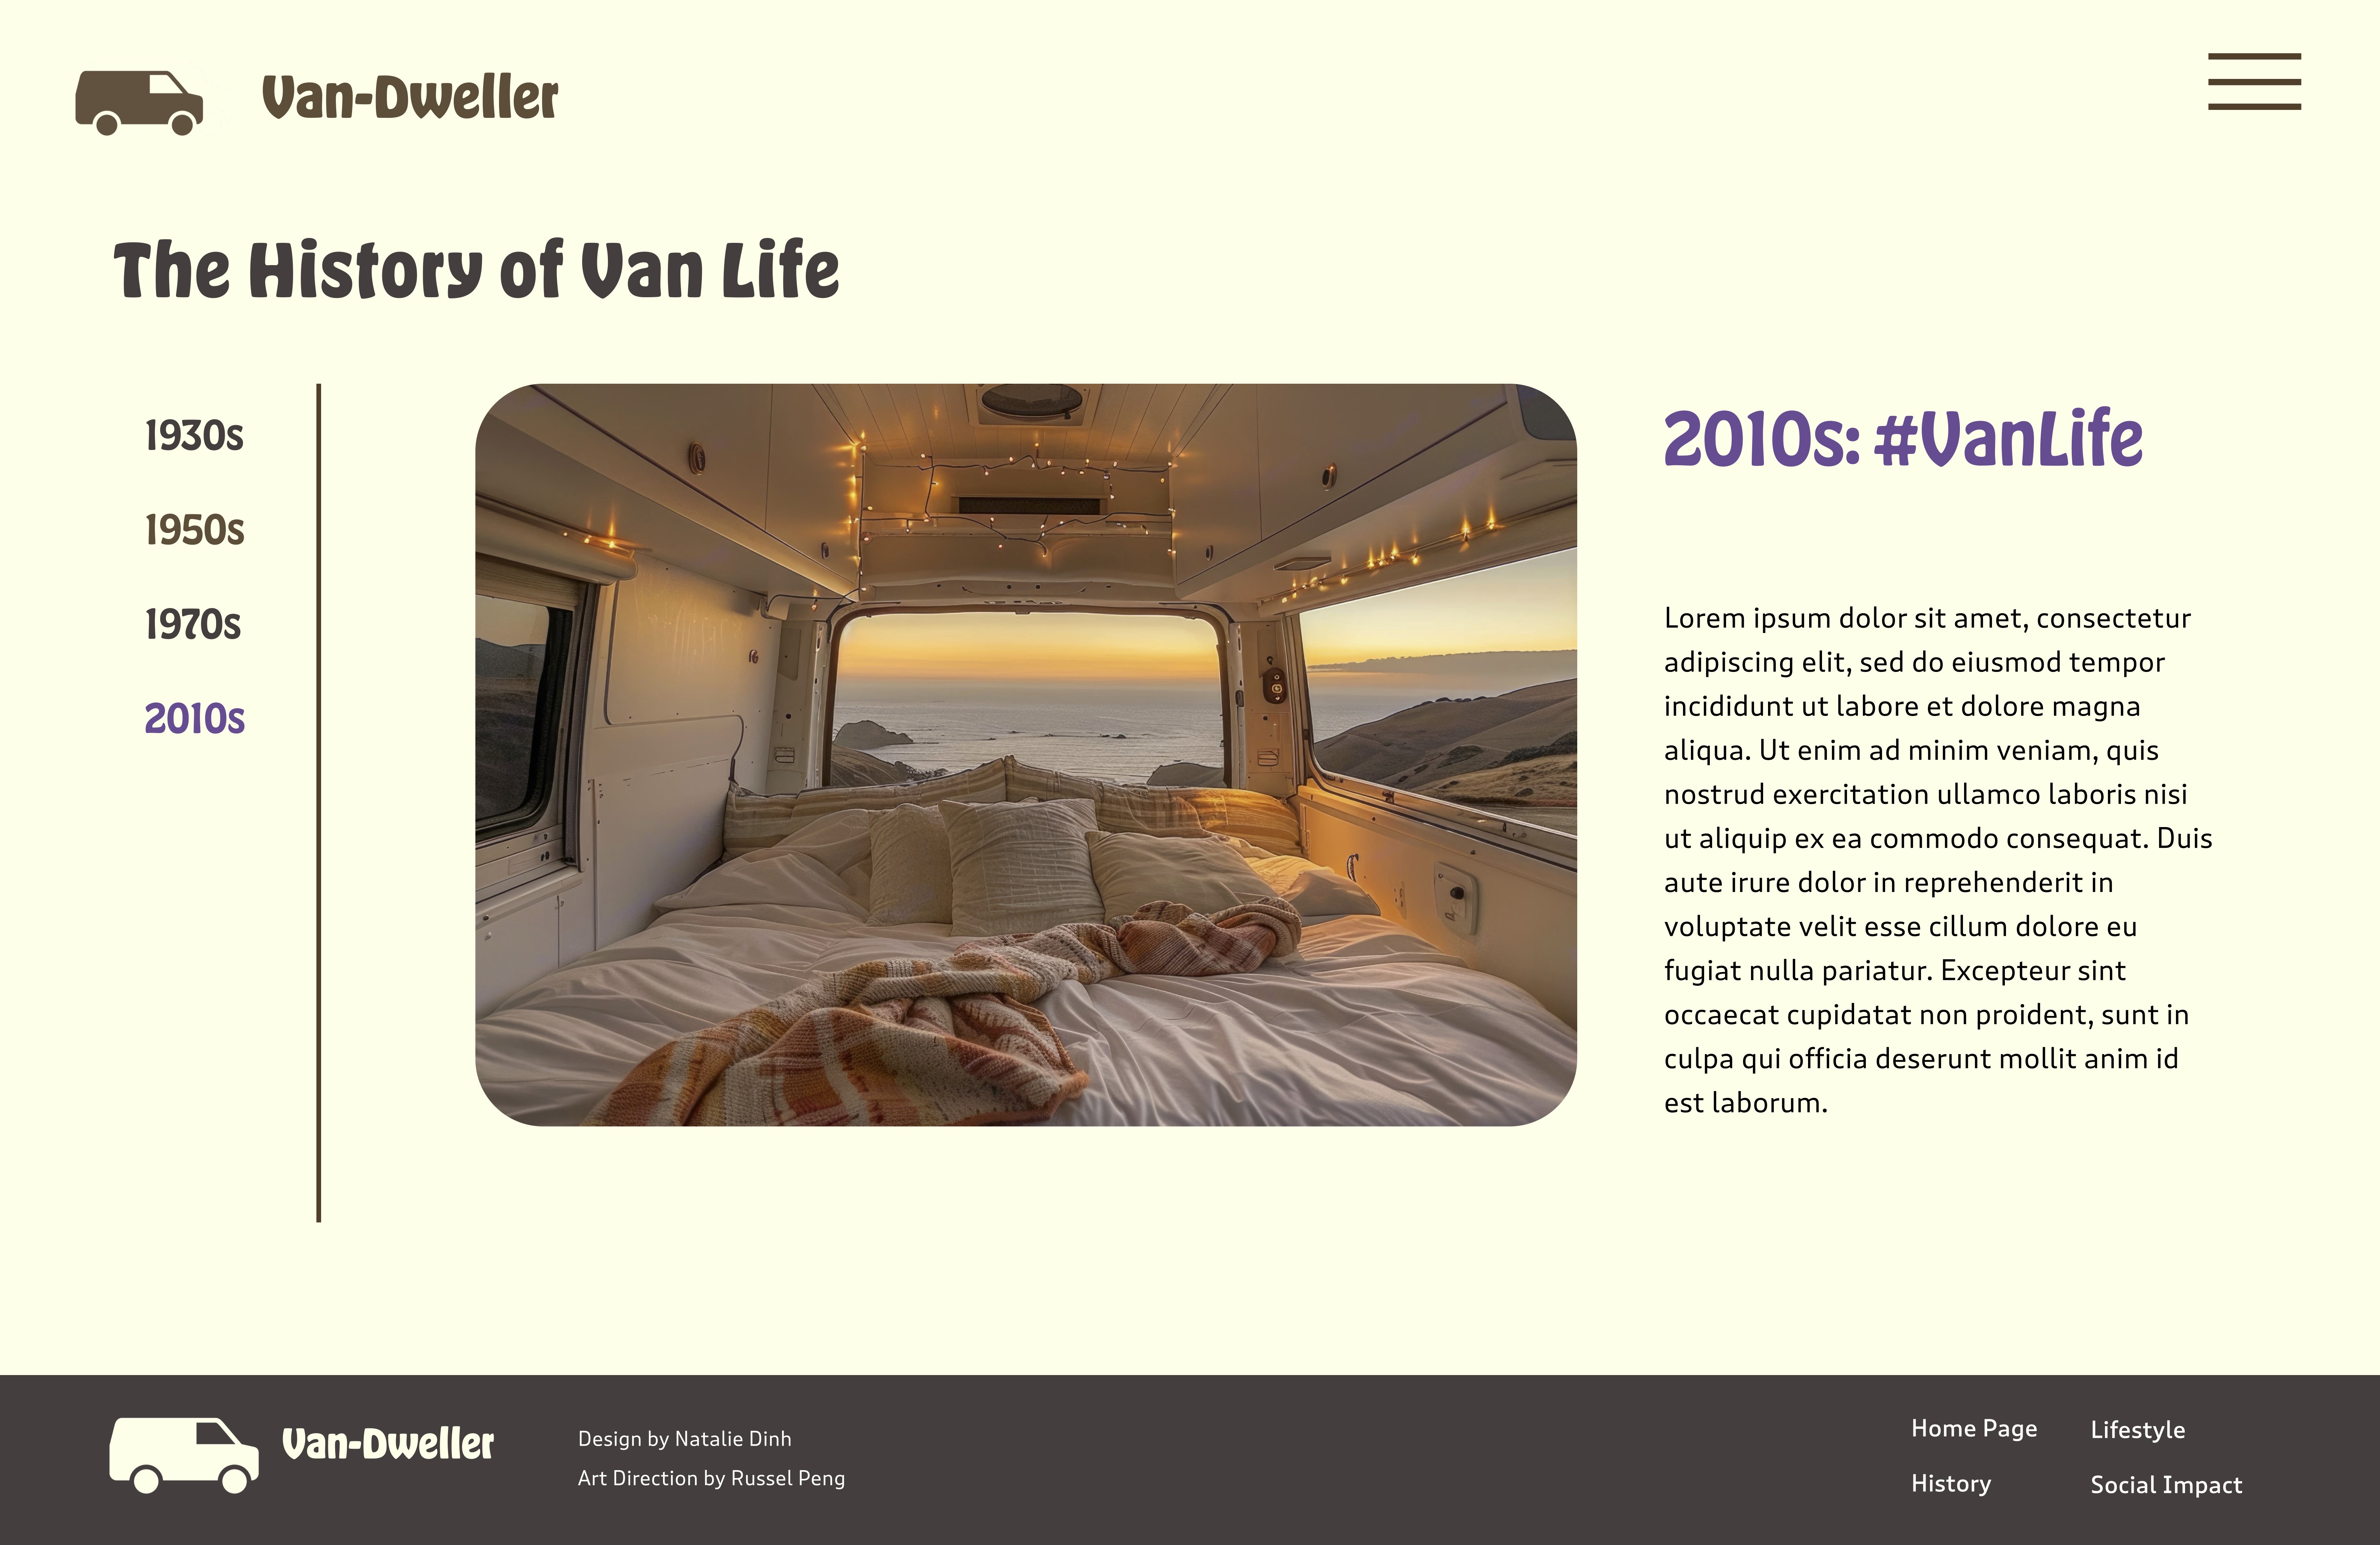 Van-Dweller
The History of Van Life
1930s
1950s
1970s
2010s
2010s: #VanLife
Lorem ipsum dolor sit amet, consectetur
adipiscing elit, sed do eiusmod tempor
incididunt ut labore et dolore magna
aliqua. Ut enim ad minim veniam, quis
nostrud exercitation ullamco laboris nisi
ut aliquip ex ea commodo consequat. Duis
aute irure dolor in reprehenderit in
voluptate velit esse cillum dolore eu
fugiat nulla pariatur. Excepteur sint
occaecat cupidatat non proident, sunt in
culpa qui officia deserunt mollit anim id
est laborum.
Van-Dweller
Design by Natalie Dinh
Art Direction by Russel Peng
Home Page
Lifestyle
History
Social Impact